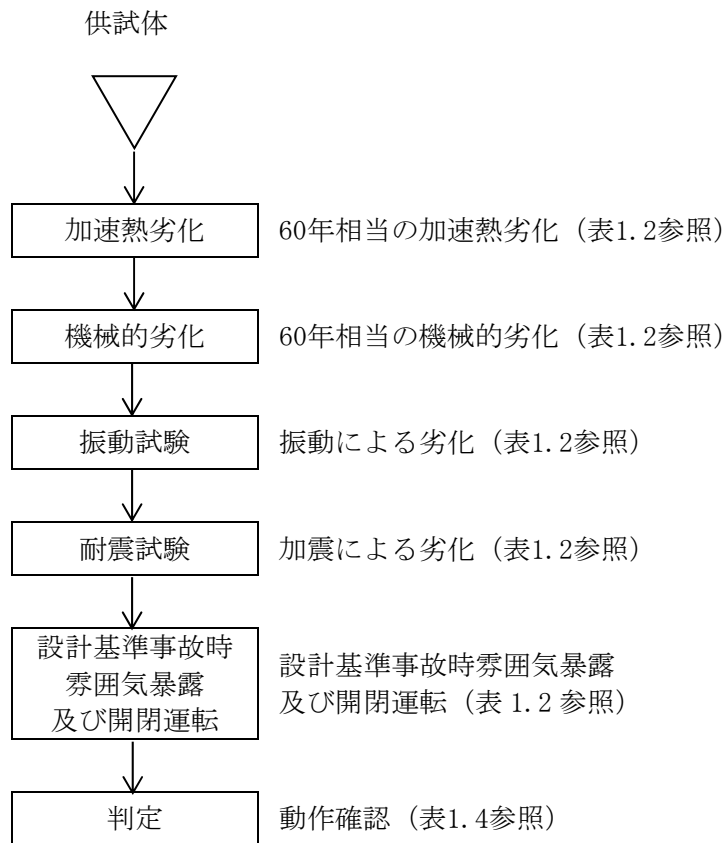 供試体
加速熱劣化 60年相当の加速熱劣化（表1.2参照）
機械的劣化 60年相当の機械的劣化（表1.2参照）
振動試験 振動による劣化（表1.2参照）
耐震試験 加震による劣化（表1.2参照）
設計基準事故時
雰囲気暴露
及び開閉運転
設計基準事故時雰囲気暴露
及び開閉運転（表 1.2 参照）
判定 動作確認（表1.4参照）